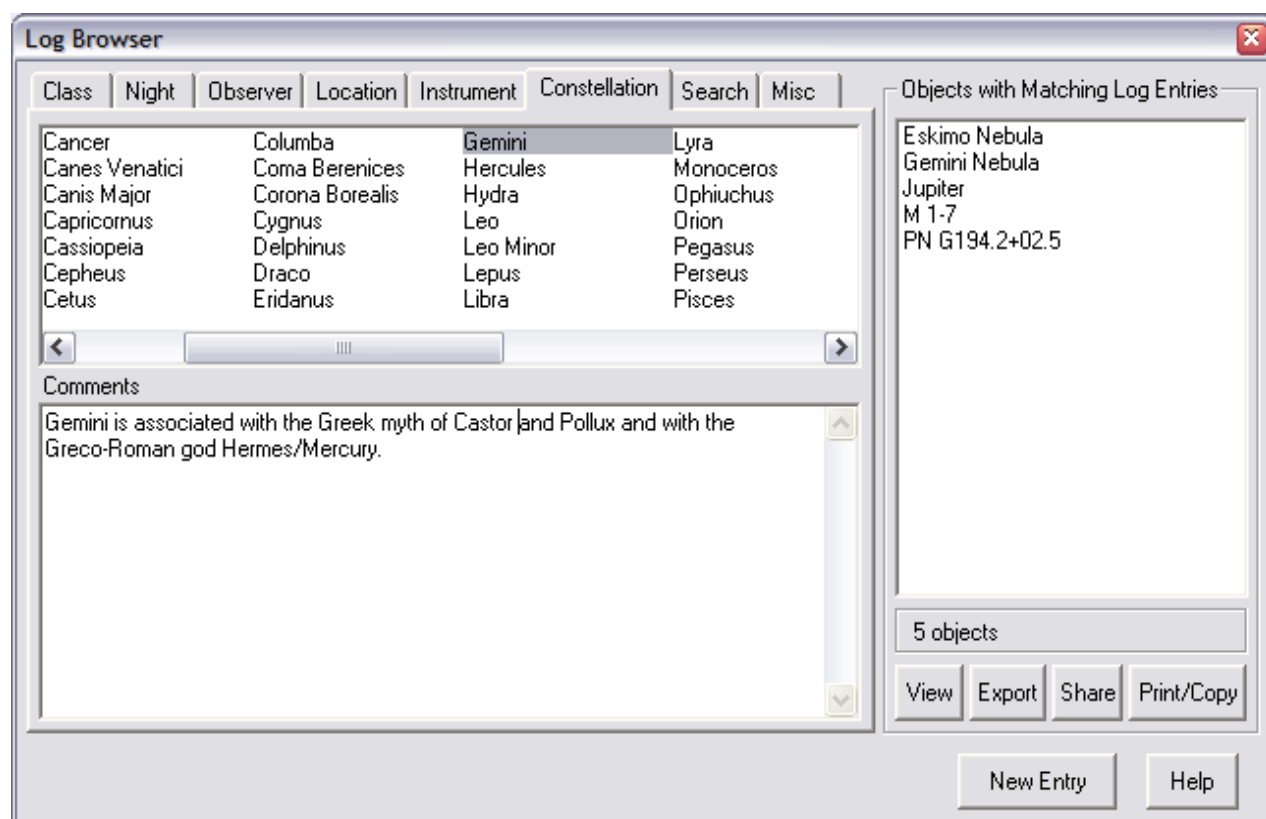 Log Browser
Class Night Observer Location Instrument Constellation Search Misc
Cancer Columba Gemini Lyra
Canes Venatici Coma Berenices Hercules Monoceros
Canis Major Corona Borealis Hydra Ophiuchus
Capricornus Cygnus Leo Orion
Cassiopeia Delphinus Leo Minor Pegasus
Cepheus Draco Lepus Perseus
Cetus Eridanus Libra Pisces
Comments
Gemini is associated with the Greek myth of Castor and Pollux and with the
Greco-Roman god Hermes/Mercury.
Objects with Matching Log Entries
Eskimo Nebula
Gemini Nebula
Jupiter
M 1-7
PN G194.2+02.5
5 objects
View Export Share Print/Copy
New Entry Help